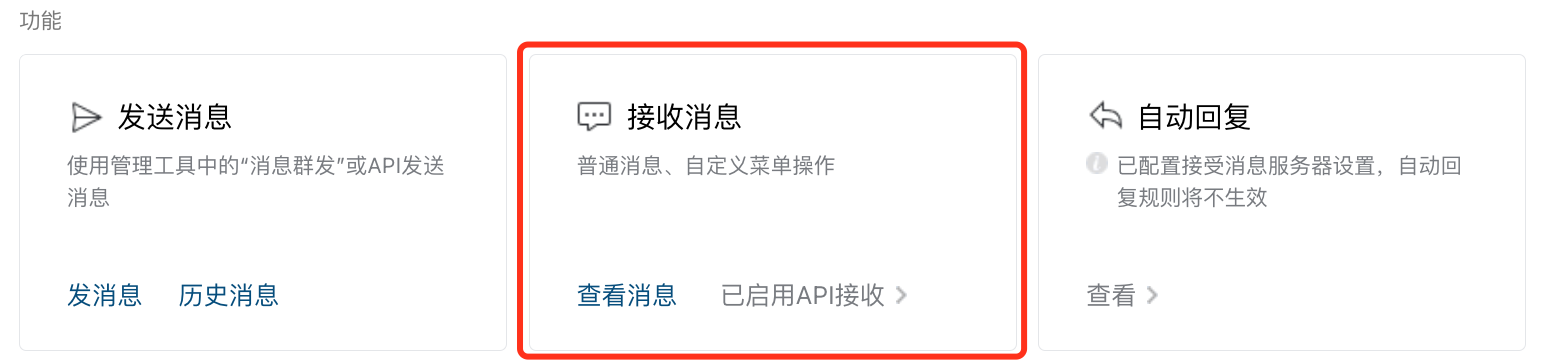 功能
发送消息
使用管理工具中的“消息群发”或API发送
消息
发消息 历史消息
接收消息
普通消息、自定义菜单操作
查看消息 已启用API接收
自动回复
已配置接受消息服务器设置，自动回
复规则将不生效
查看